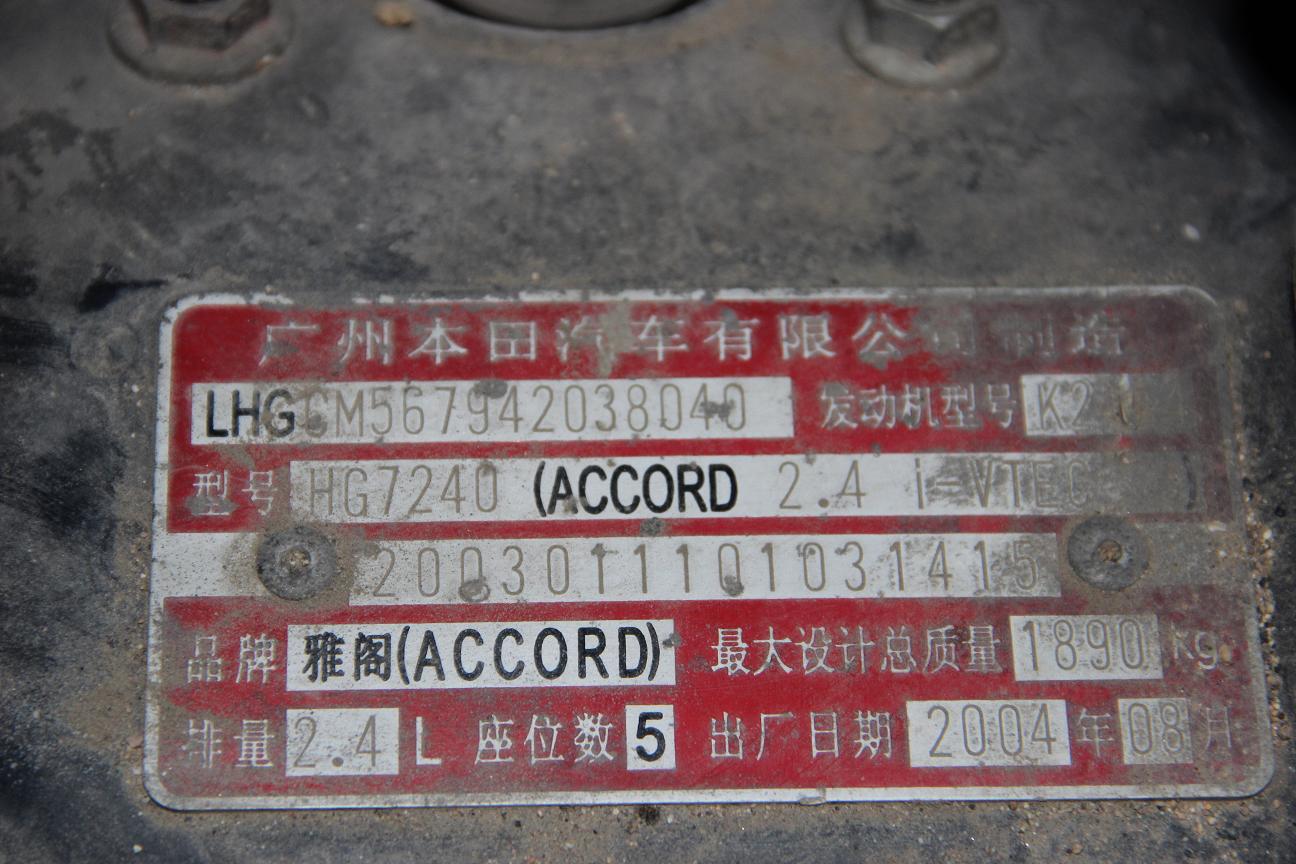 广州本田汽车有限公司制造
LHGCM567942038040 发动机型号
型号 HG7240 (ACCORD 2.4 i-VTEC )
2003011101031415
品牌 雅阁(ACCORD) 最大设计总质量 1890 kg
排量 2.4 L 座位数 5 出厂日期 2004 年 08 月